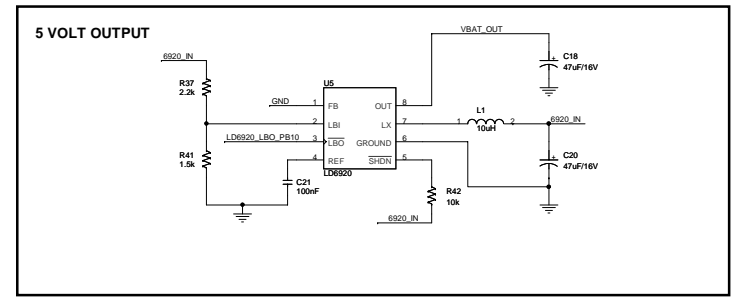 5 VOLT OUTPUT
VBAT_OUT
6920_IN
C18
47uF/16V
R37
2.2k
U5
GND
1
FB
OUT
8
L1
2
LBI
LX
7
1
2
6920_IN
10uH
LD6920_LBO_PB10
3
LBO
GROUND
6
R41
1.5k
4
REF
SHDN
5
C20
47uF/16V
LD6920
C21
100nF
R42
10k
6920_IN